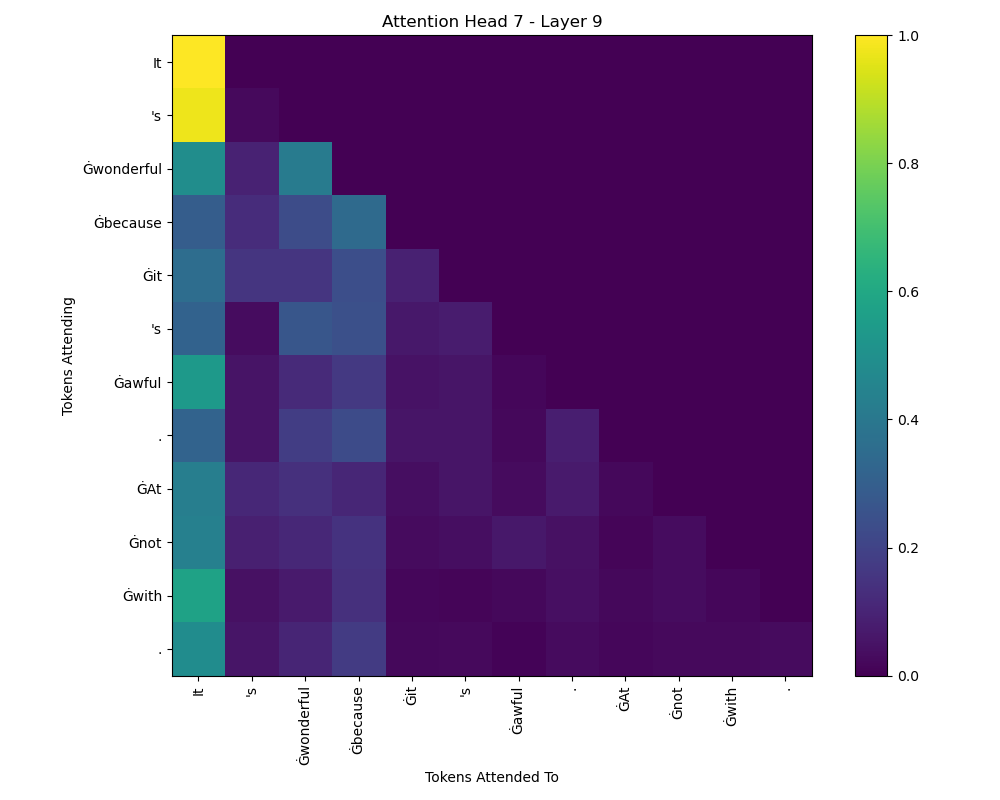 Attention Head 7 - Layer 9
Tokens Attending
It
's
Ġwonderful
Ġbecause
Ġit
's
Ġawful
.
ĠAt
Ġnot
Ġwith
.
It
's
Ġwonderful
Ġbecause
Ġit
's
Ġawful
.
ĠAt
Ġnot
Ġwith
.
Tokens Attended To
1.0
0.8
0.6
0.4
0.2
0.0